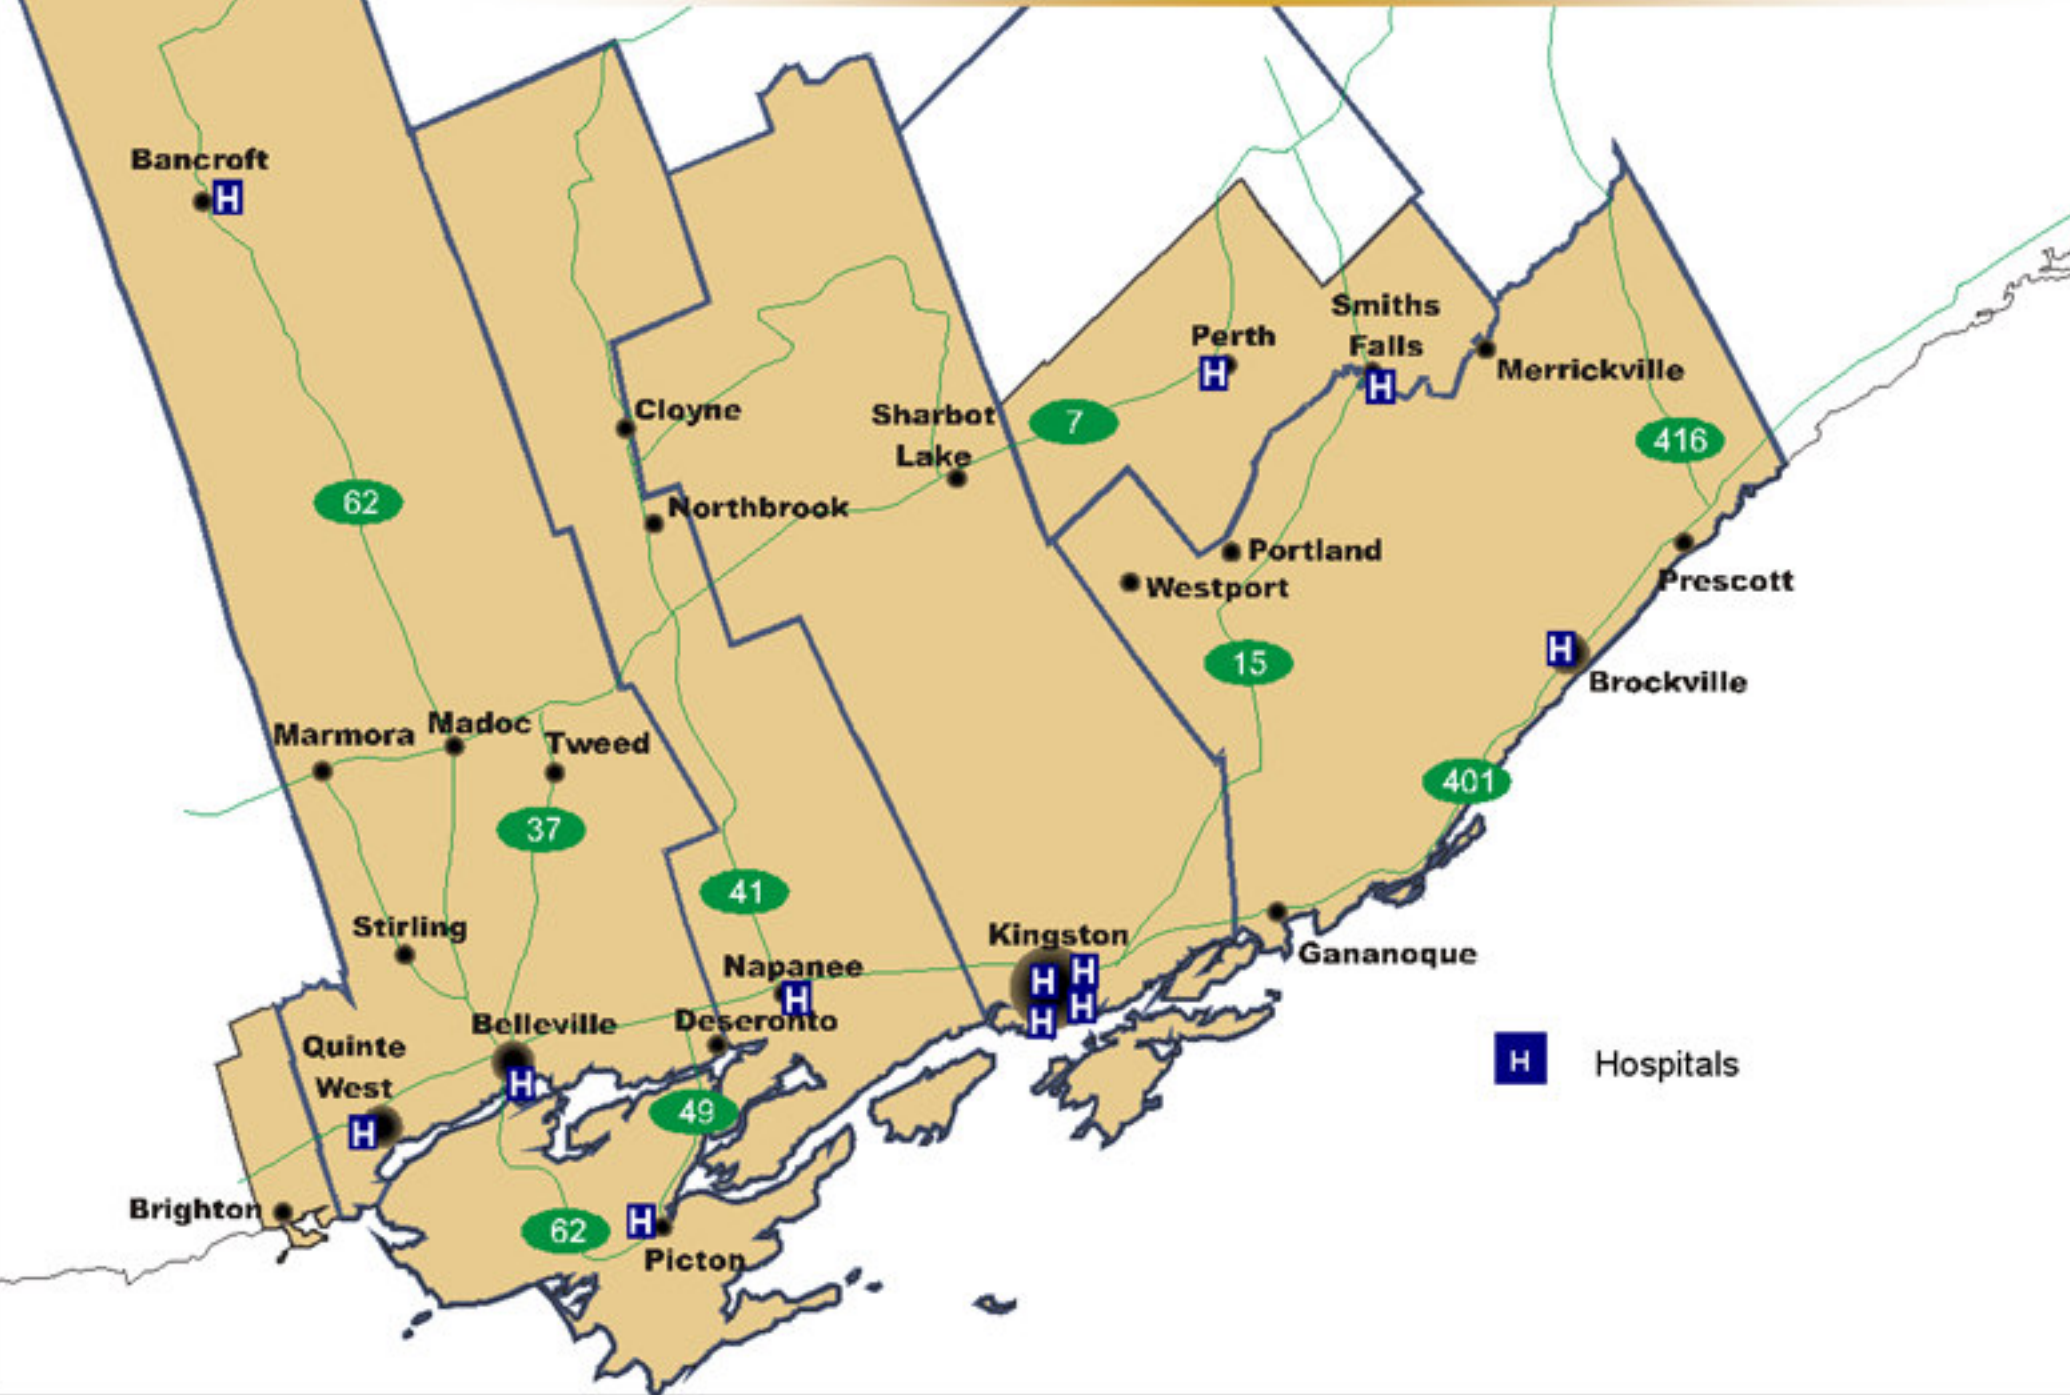 Bancroft
H
Smiths
Falls
H
Perth
H
Merrickville
Cloyne
Sharbot
Lake
7
416
62
Northbrook
Portland
Westport
Prescott
15
H
Brockville
Marmora
Madoc
Tweed
401
37
41
Stirling
Kingston
H
H
H
H
Gananoque
Napanee
H
Belleville
H
Deseronto
Quinte
West
H
49
H Hospitals
Brighton
62
H
Picton